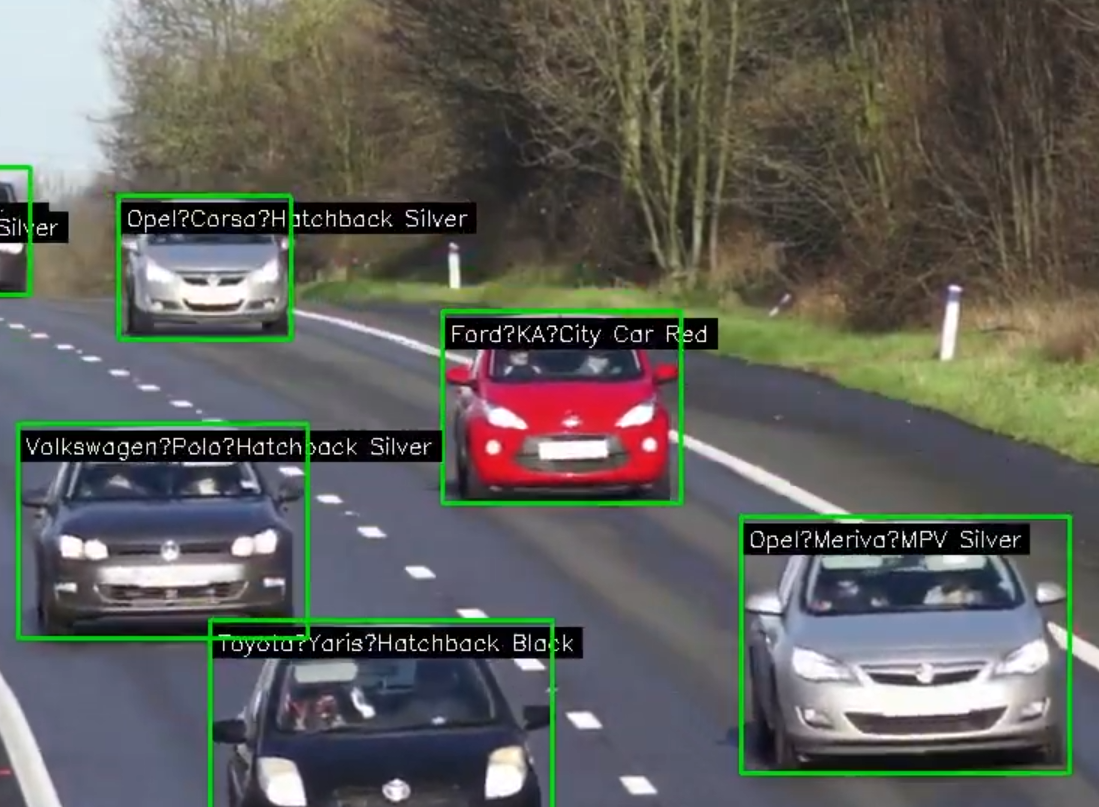 Silver
Opel?Corsa?Hatchback Silver
Ford?KA?City Car Red
Volkswagen?Polo?Hatchback Silver
Opel?Meriva?MPV Silver
Toyota?Yaris?Hatchback Black